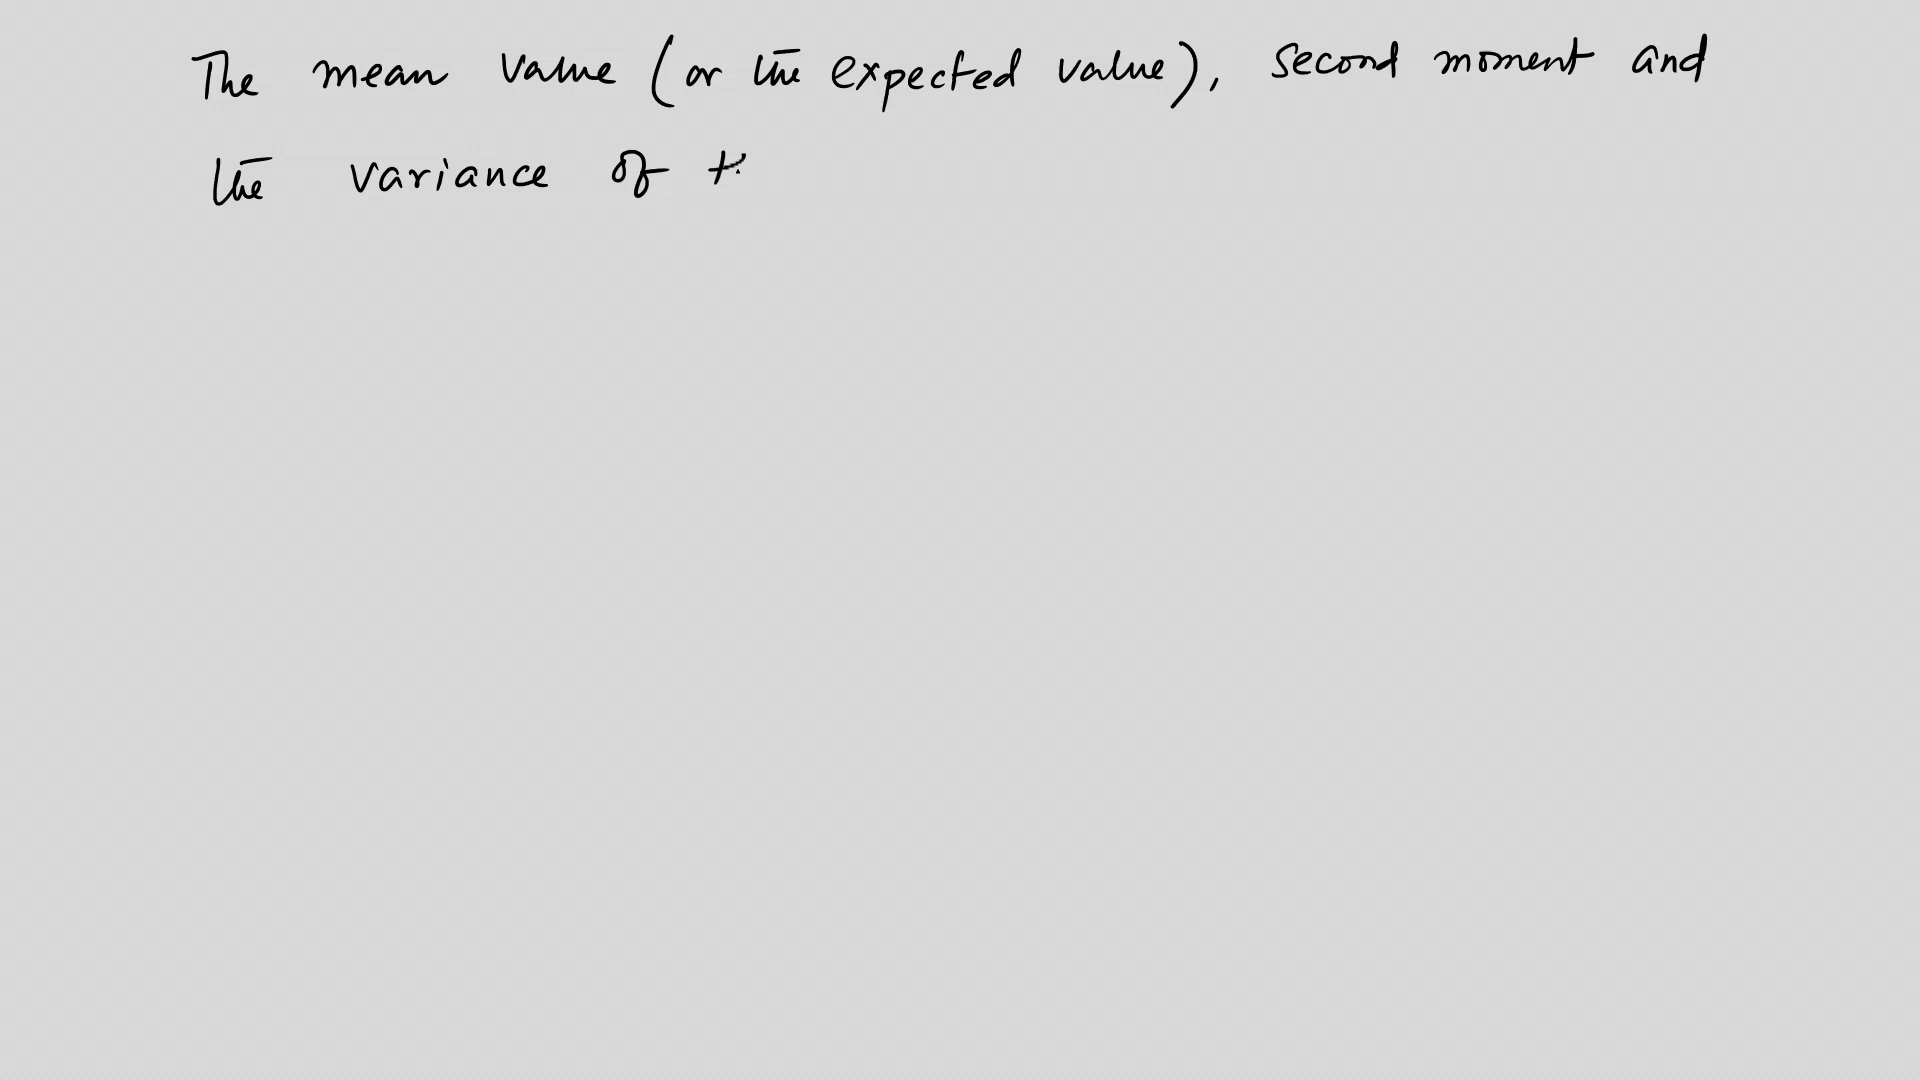 The mean value (or the expected value), second moment and
the variance of